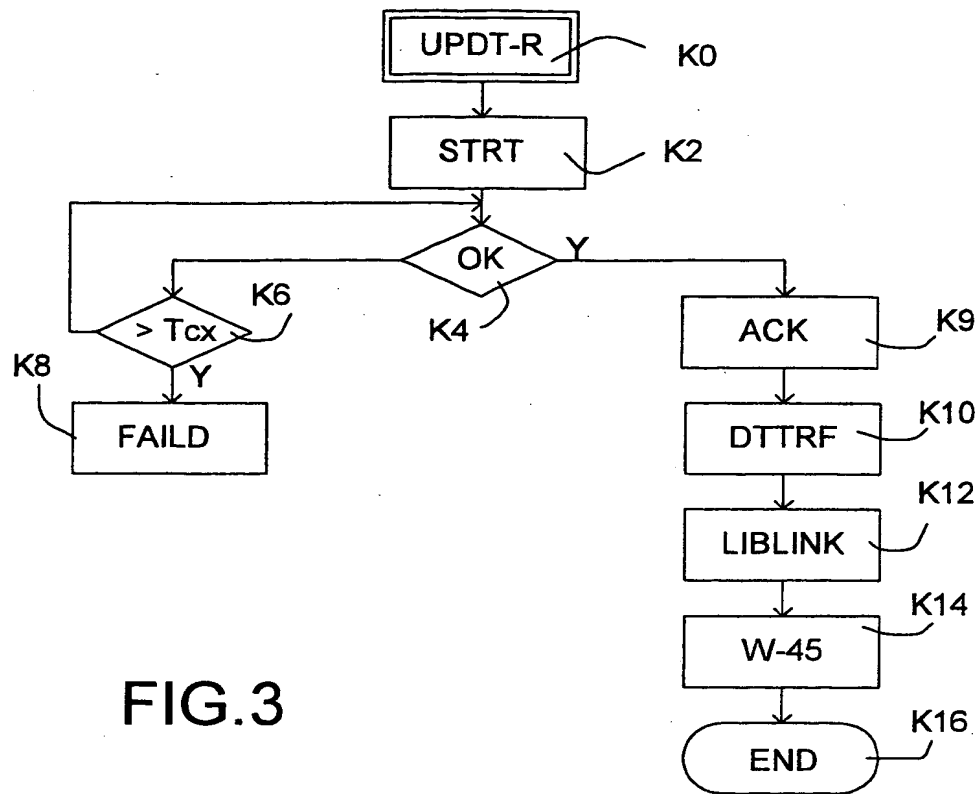 UPDT-R
K0
STRT
K2
OK
Y
K4
> Tcx
K6
Y
K8
FAILD
ACK
K9
DTTRF
K10
LIBLINK
K12
W-45
K14
END
K16
FIG.3